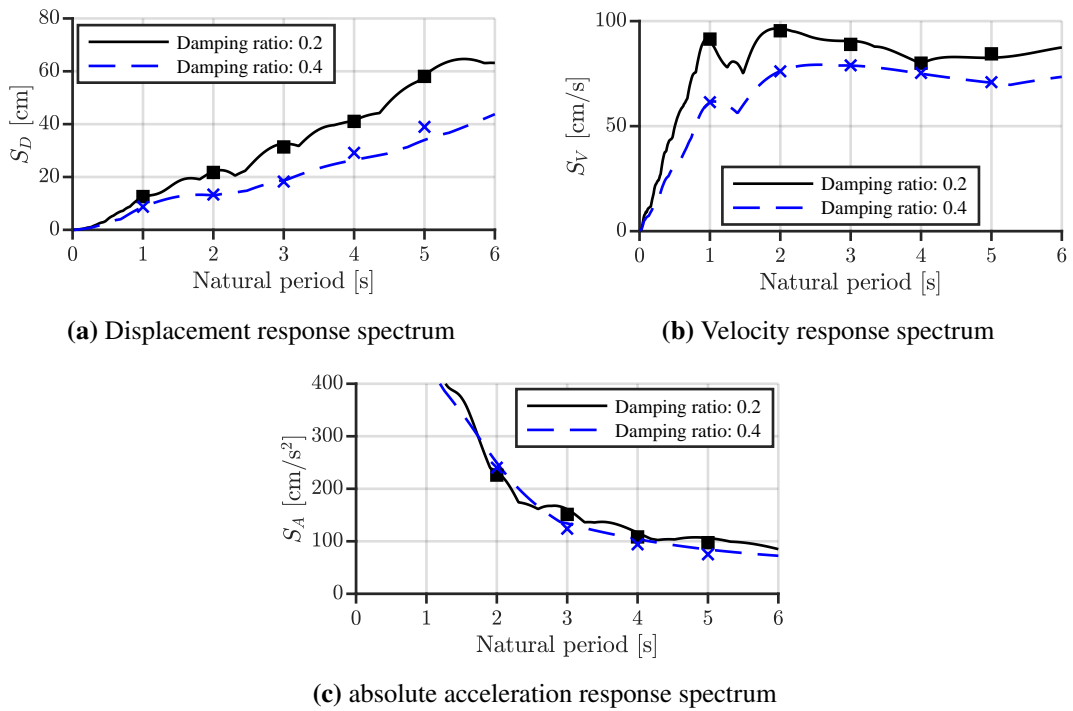 80
60
40
20
0
S_D [cm]
Damping ratio: 0.2
Damping ratio: 0.4
0 1 2 3 4 5 6
Natural period [s]
(a) Displacement response spectrum
100
50
0
S_V [cm/s]
Damping ratio: 0.2
Damping ratio: 0.4
0 1 2 3 4 5 6
Natural period [s]
(b) Velocity response spectrum
400
300
200
100
0
S_A [cm/s²]
Damping ratio: 0.2
Damping ratio: 0.4
0 1 2 3 4 5 6
Natural period [s]
(c) absolute acceleration response spectrum